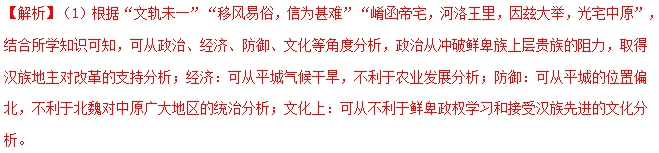 【解析】（1）根据“文轨未一”“移风易俗，信为甚难”“崤函帝宅，河洛王里，因兹大举，光宅中原”，
结合所学知识可知，可从政治、经济、防御、文化等角度分析，政治从冲破鲜卑族上层贵族的阻力，取得
汉族地主对改革的支持分析；经济：可从平城气候干旱，不利于农业发展分析；防御：可从平城的位置偏
北，不利于北魏对中原广大地区的统治分析；文化上：可从不利于鲜卑政权学习和接受汉族先进的文化分
析。